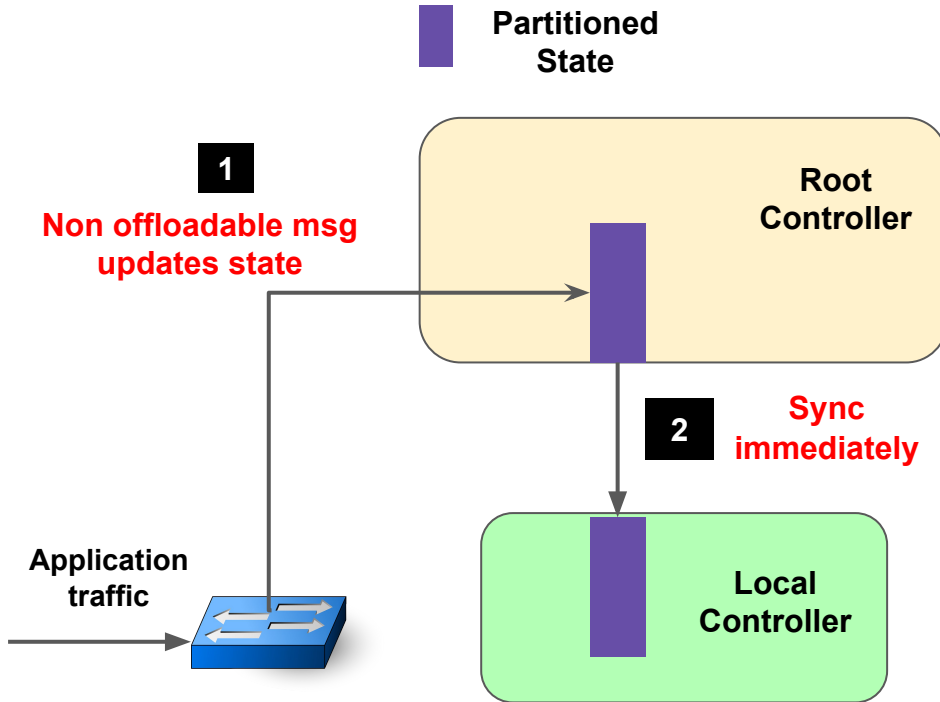 Partitioned
State
1
Non offloadable msg
updates state
Root
Controller
2
Sync
immediately
Application
traffic
Local
Controller